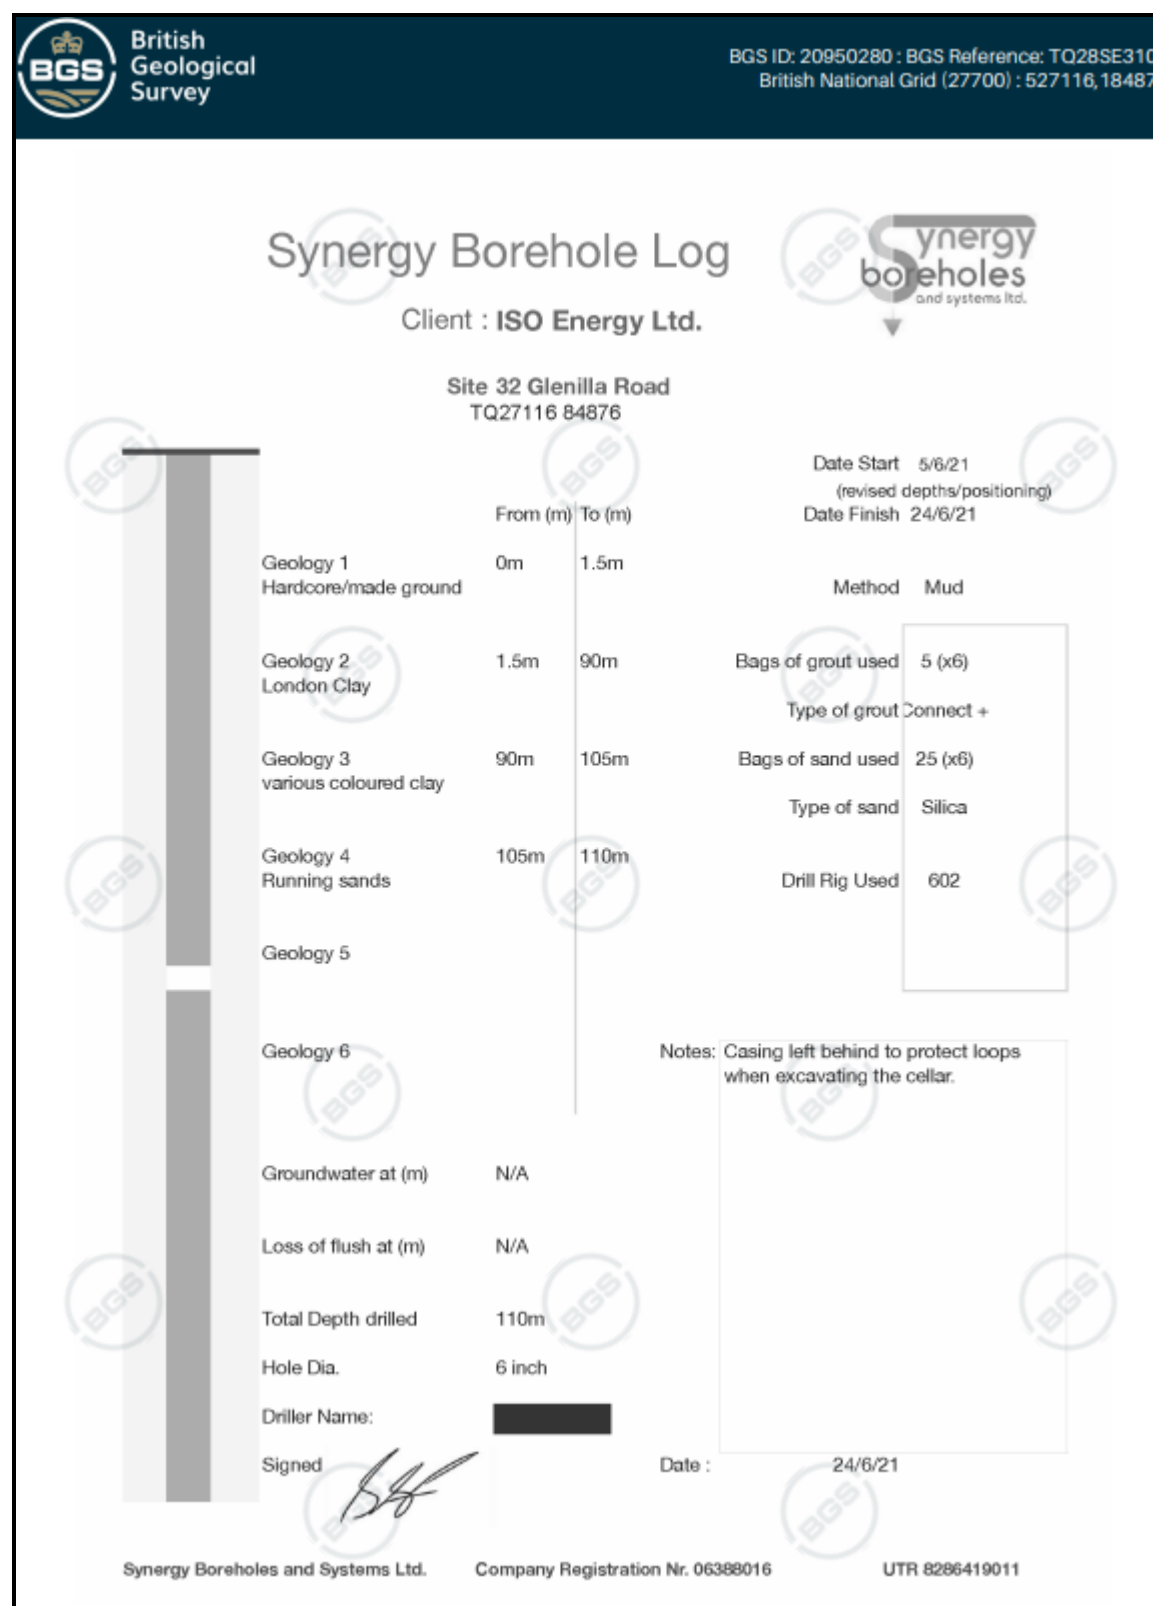 BGS
British
Geological
Survey
BGS ID: 20950280 : BGS Reference: TQ28SE310
British National Grid (27700) : 527116,18487
Synergy Borehole Log
Synergy
boreholes
and systems ltd.
Client : ISO Energy Ltd.
Site 32 Glenilla Road
TQ27116 84876
Date Start 5/6/21
(revised depths/positioning)
From (m) To (m) Date Finish 24/6/21
Geology 1 0m 1.5m
Hardcore/made ground Method Mud
Geology 2 1.5m 90m Bags of grout used 5 (x6)
London Clay
Type of grout Connect +
Geology 3 90m 105m Bags of sand used 25 (x6)
various coloured clay
Type of sand Silica
Geology 4 105m 110m
Running sands Drill Rig Used 602
Geology 5
Geology 6 Notes: Casing left behind to protect loops
when excavating the cellar.
Groundwater at (m) N/A
Loss of flush at (m) N/A
Total Depth drilled 110m
Hole Dia. 6 inch
Driller Name:
Signed Date : 24/6/21
Synergy Boreholes and Systems Ltd. Company Registration Nr. 06388016 UTR 8286419011